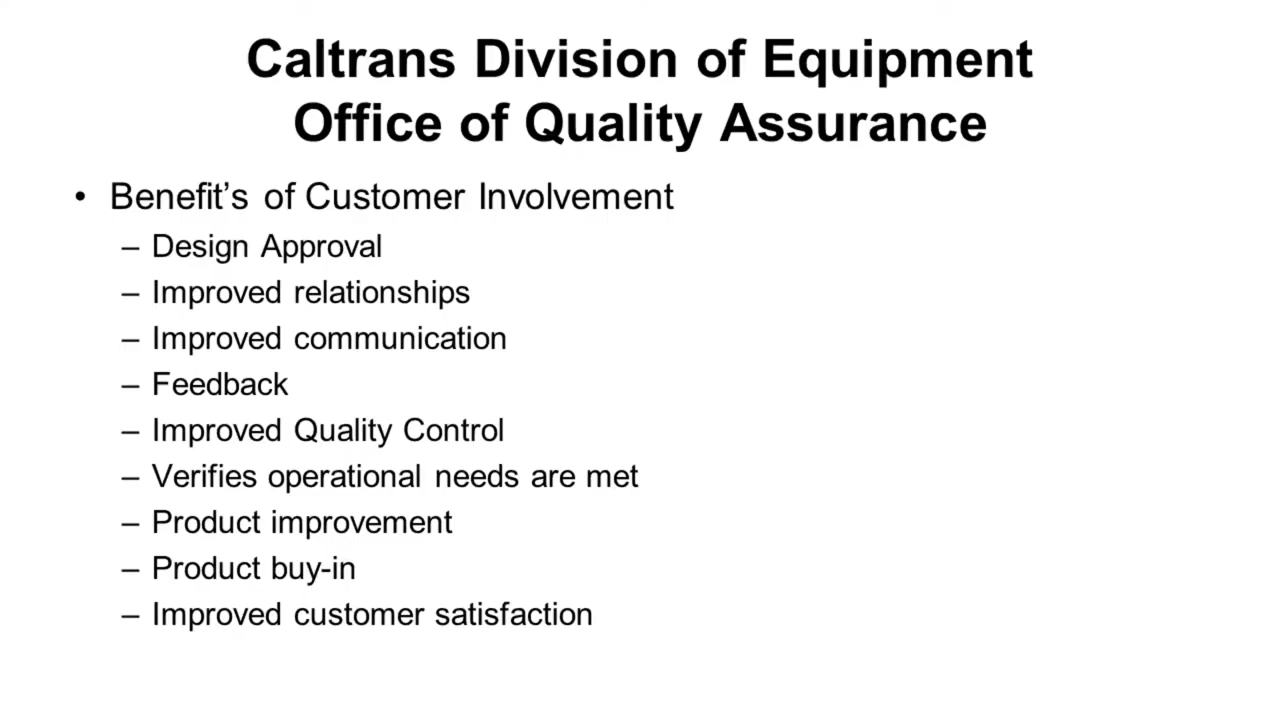 Caltrans Division of Equipment
Office of Quality Assurance
• Benefit’s of Customer Involvement
– Design Approval
– Improved relationships
– Improved communication
– Feedback
– Improved Quality Control
– Verifies operational needs are met
– Product improvement
– Product buy-in
– Improved customer satisfaction